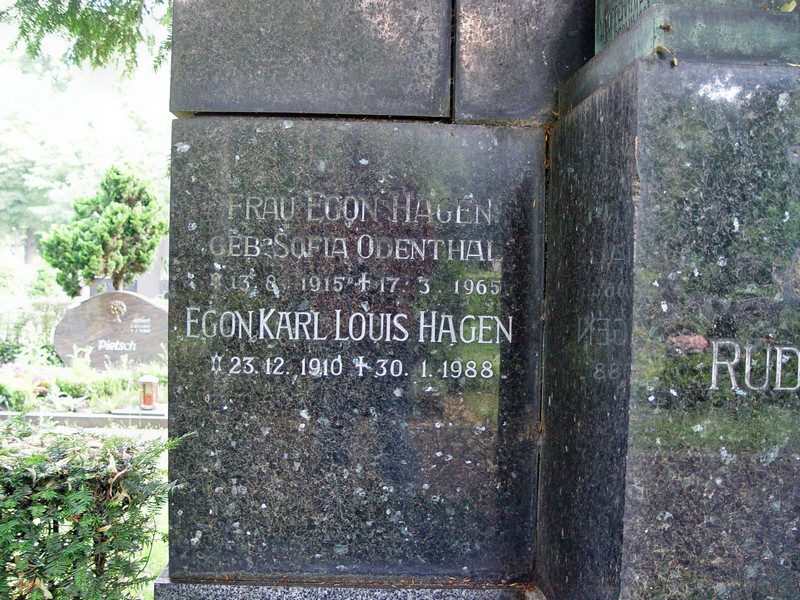 FRAU EGON HAGEN
GEB. SOFIA ODENTHAL
¤ 13. 8. 1915 ✝ 17. 3. 1965
EGON KARL LOUIS HAGEN
¤ 23. 12. 1910 ✝ 30. 1. 1988
RUD
Pietsch